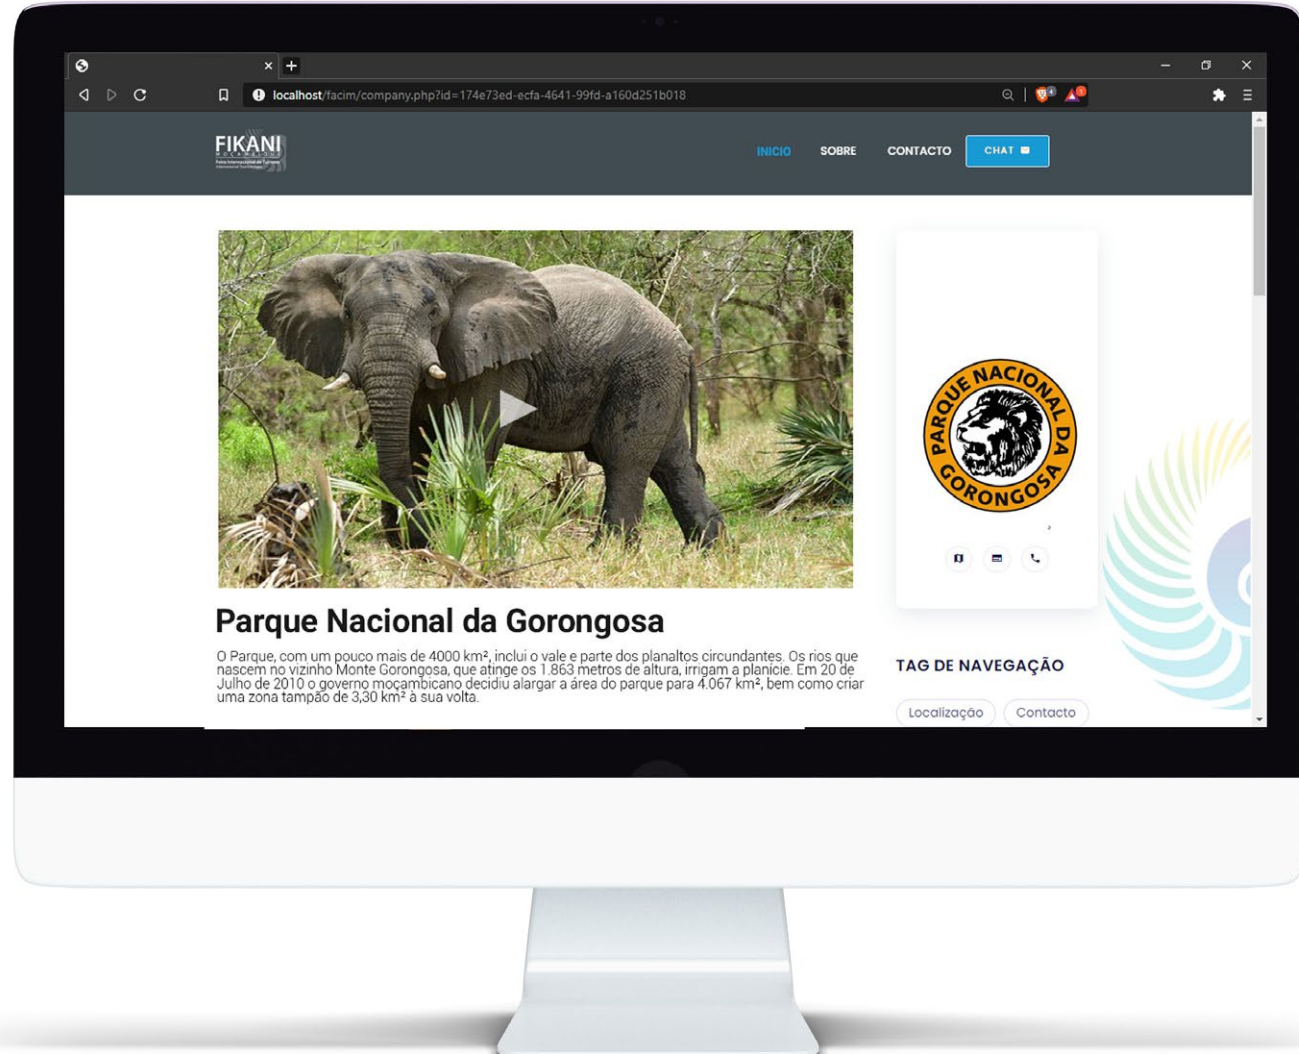 localhost/facim/company.php?id=174e73ed-ecfa-4641-99fd-a160d251b018
FIKANI
MOÇAMBIQUE
INICIO SOBRE CONTACTO CHAT
PARQUE NACIONAL DA GORONGOSA
Parque Nacional da Gorongosa
O Parque, com um pouco mais de 4000 km², inclui o vale e parte dos planaltos circundantes. Os rios que
nascem no vizinho Monte Gorongosa, que atinge os 1.863 metros de altura, irrigam a planície. Em 20 de
Julho de 2010 o governo moçambicano decidiu alargar a área do parque para 4.067 km², bem como criar
uma zona tampão de 3,30 km² à sua volta.
TAG DE NAVEGAÇÃO
Localização Contacto